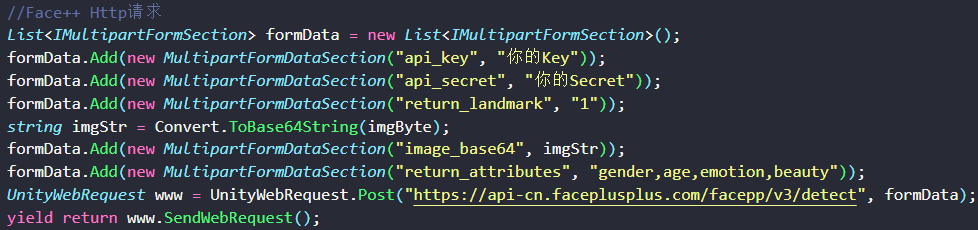 //Face++ Http请求
List<IMultipartFormSection> formData = new List<IMultipartFormSection>();
formData.Add(new MultipartFormDataSection("api_key", "你的Key"));
formData.Add(new MultipartFormDataSection("api_secret", "你的Secret"));
formData.Add(new MultipartFormDataSection("return_landmark", "1"));
string imgStr = Convert.ToBase64String(imgByte);
formData.Add(new MultipartFormDataSection("image_base64", imgStr));
formData.Add(new MultipartFormDataSection("return_attributes", "gender,age,emotion,beauty"));
UnityWebRequest www = UnityWebRequest.Post("https://api-cn.faceplusplus.com/facepp/v3/detect", formData);
yield return www.SendWebRequest();